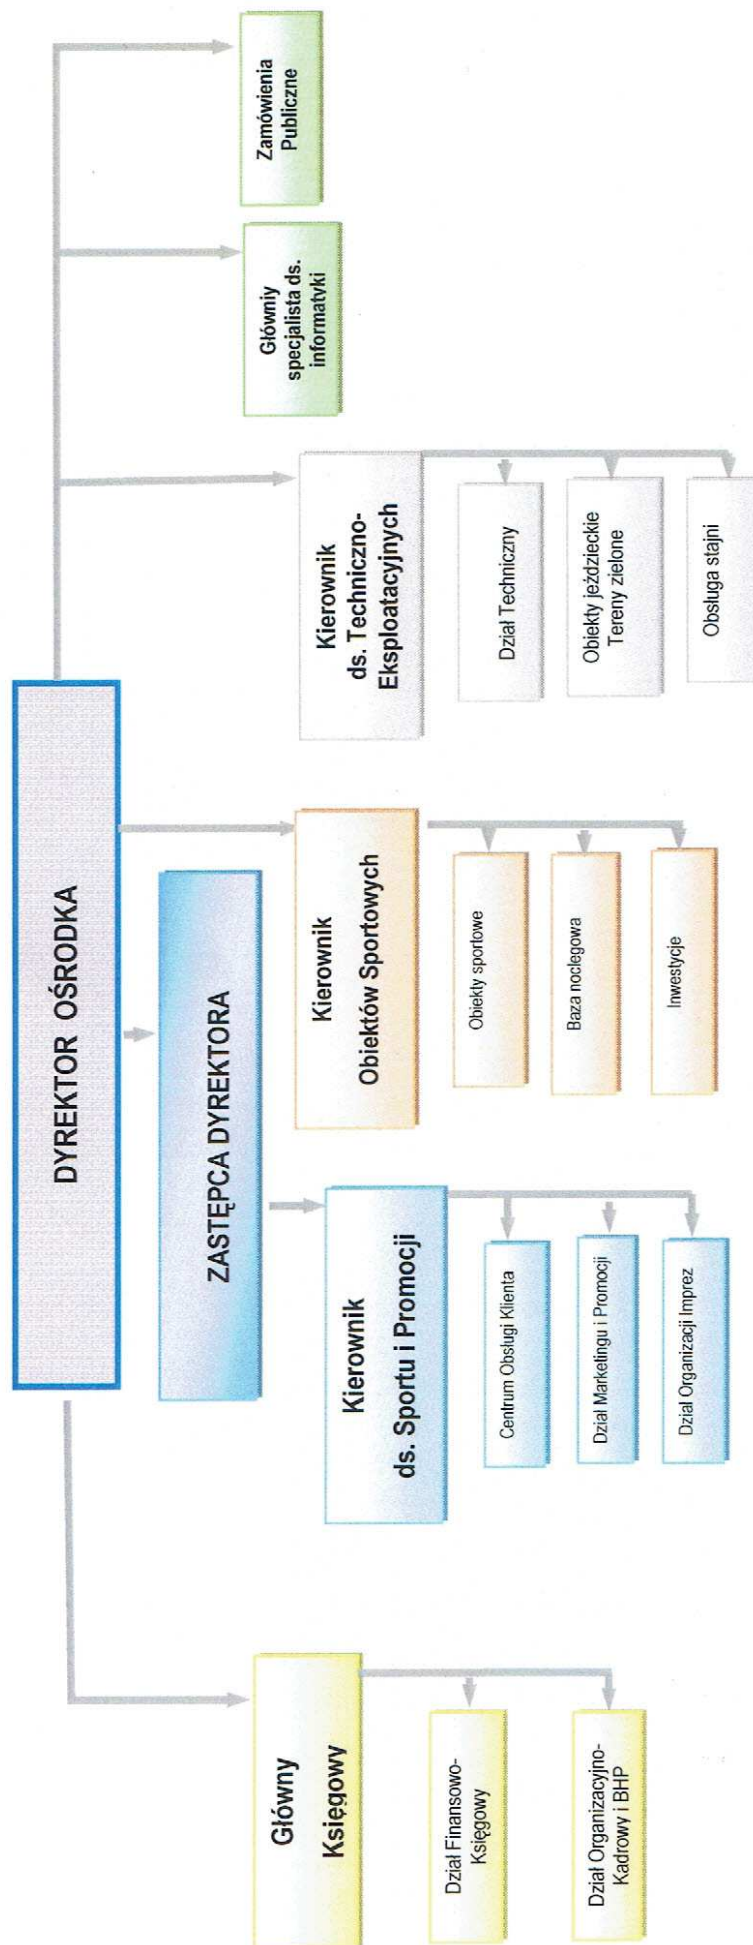 DYREKTOR OŚRODKA
ZASTĘPCA DYREKTORA
Główny
Księgowy
Dział Finansowo-
Księgowy
Dział Organizacyjno-
Kadrowy i BHP
Kierownik
ds. Sportu i Promocji
Centrum Obsługi Klienta
Dział Marketingu i Promocji
Dział Organizacji Imprez
Kierownik
Obiektów Sportowych
Obiekty sportowe
Baza noclegowa
Inwestycje
Kierownik
ds. Techniczno-
Eksploatacyjnych
Dział Techniczny
Obiekty jeździeckie
Tereny zielone
Obsługa stajni
Główniy
specjalista ds.
informatyki
Zamówienia
Publiczne